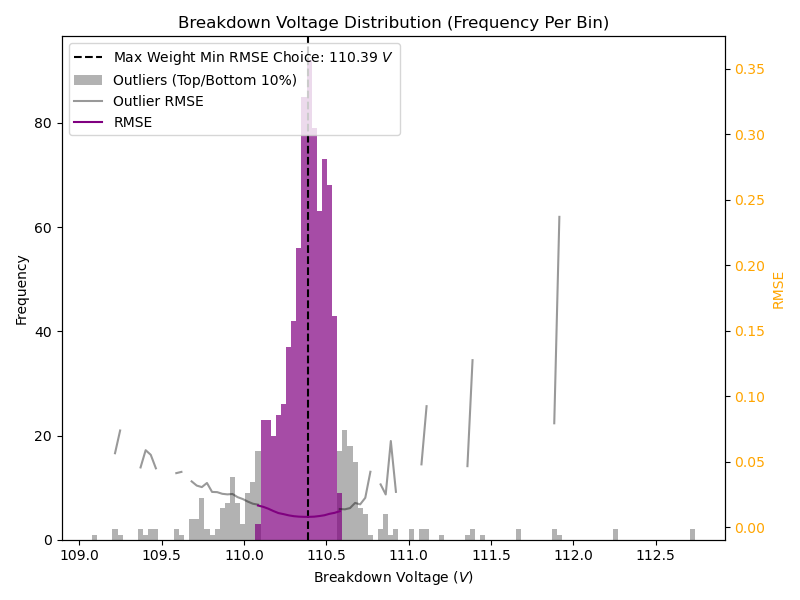 Breakdown Voltage Distribution (Frequency Per Bin)
Max Weight Min RMSE Choice: 110.39 V
Outliers (Top/Bottom 10%)
Outlier RMSE
RMSE
Frequency
0
20
40
60
80
0.35
0.30
0.25
0.20
0.15
0.10
0.05
0.00
RMSE
109.0 109.5 110.0 110.5 111.0 111.5 112.0 112.5
Breakdown Voltage (V)